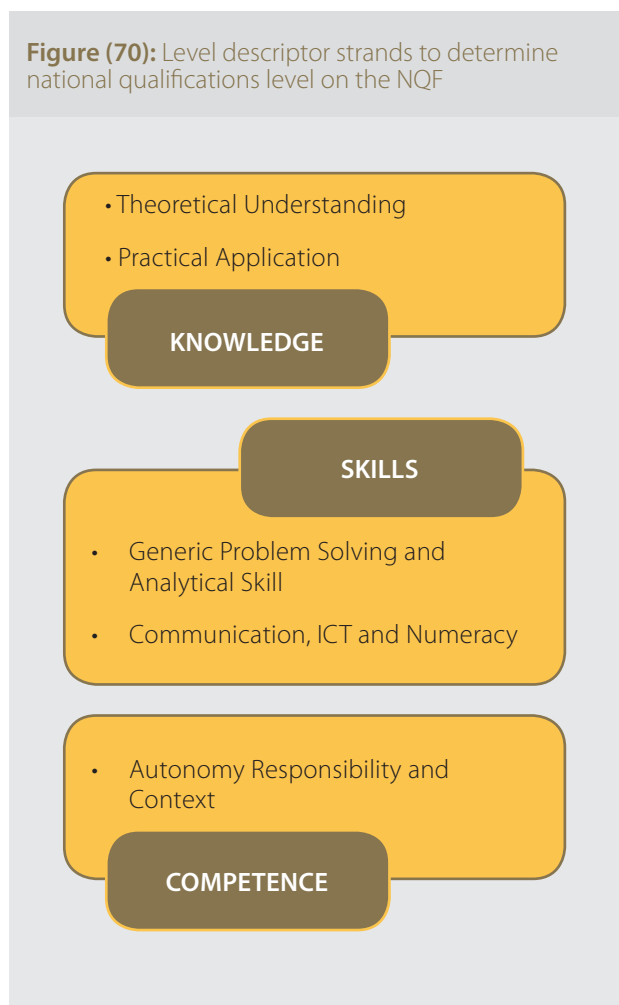 Figure (70): Level descriptor strands to determine
national qualifications level on the NQF
• Theoretical Understanding
• Practical Application
KNOWLEDGE
SKILLS
• Generic Problem Solving and
Analytical Skill
• Communication, ICT and Numeracy
• Autonomy Responsibility and
Context
COMPETENCE